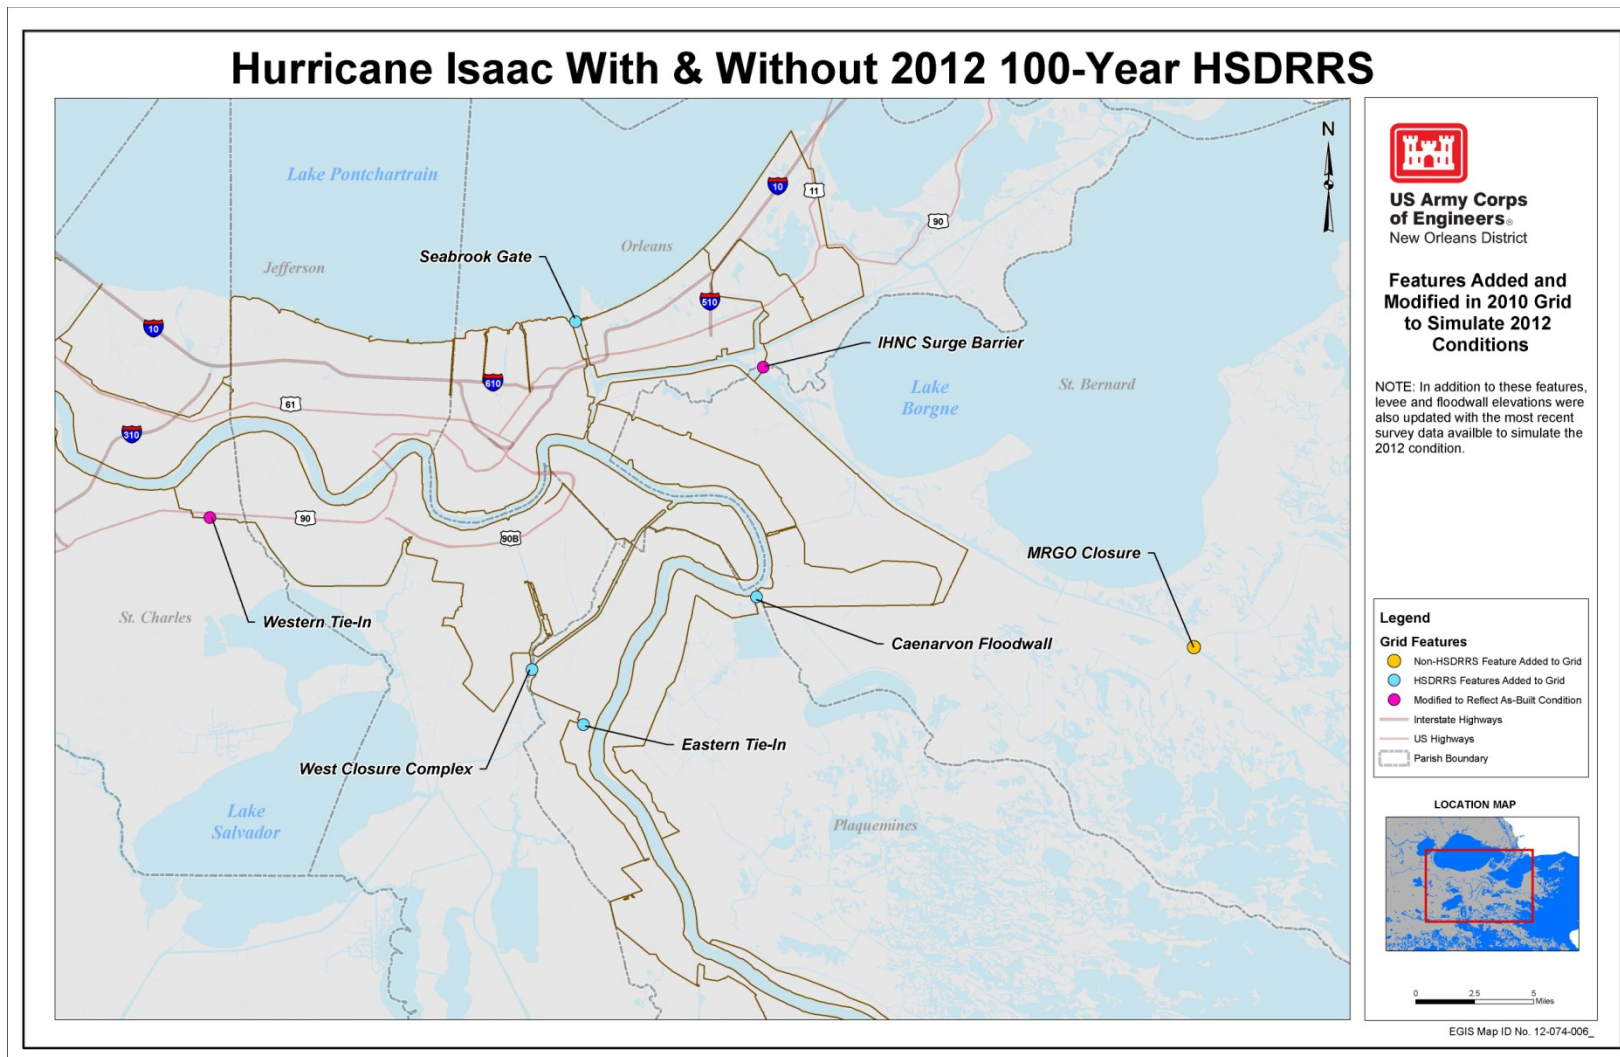 Hurricane Isaac With & Without 2012 100-Year HSDRRS
Lake Pontchartrain
Jefferson
Orleans
Seabrook Gate
10
11
90
510
10
IHNC Surge Barrier
610
Lake
Borgne
St. Bernard
61
310
90
90B
MRGO Closure
St. Charles
Western Tie-In
Caenarvon Floodwall
West Closure Complex
Eastern Tie-In
Lake
Salvador
Plaquemines
N
US Army Corps
of Engineers®
New Orleans District
Features Added and
Modified in 2010 Grid
to Simulate 2012
Conditions
NOTE: In addition to these features,
levee and floodwall elevations were
also updated with the most recent
survey data availble to simulate the
2012 condition.
Legend
Grid Features
Non-HSDRRS Feature Added to Grid
HSDRRS Features Added to Grid
Modified to Reflect As-Built Condition
Interstate Highways
US Highways
Parish Boundary
LOCATION MAP
0 2.5 5
Miles
EGIS Map ID No. 12-074-006_